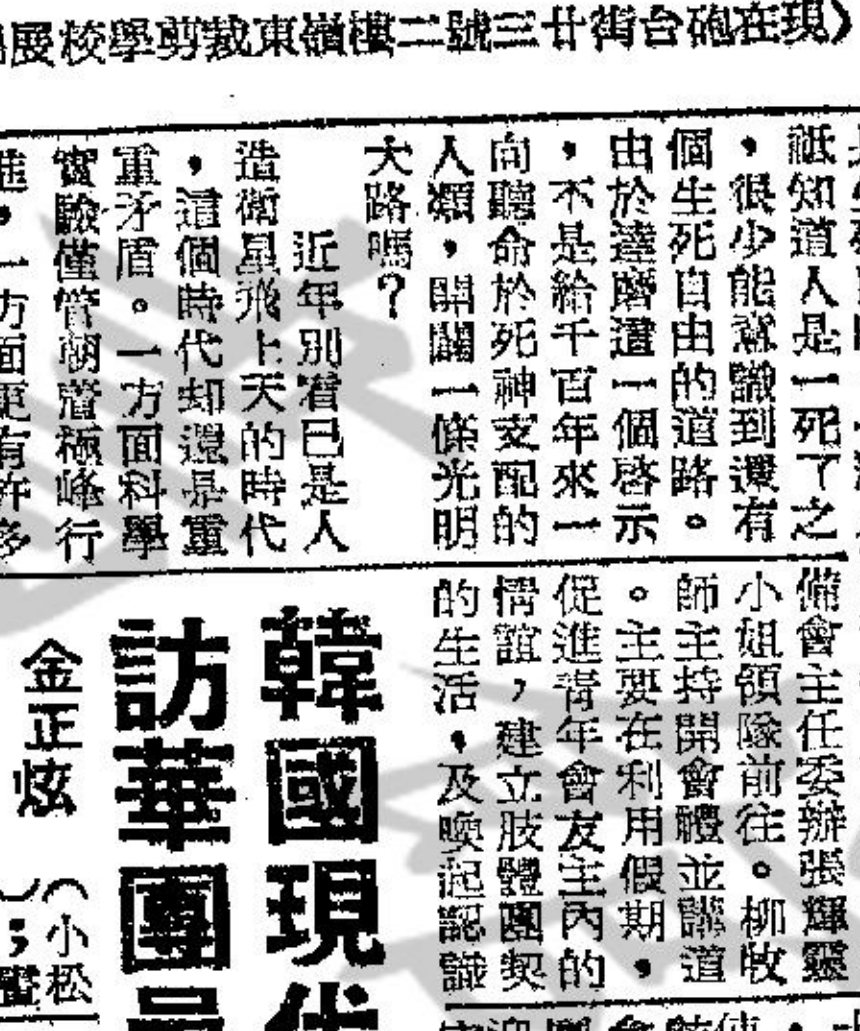 展校學剪裁東嶺樓二號三廿街台砲在現)
祇知道人是一死了之
，很少能意識到還有
個生死自由的道路。
由於達磨這一個啓示
，不是給千百年來一
向聽命於死神支配的
人類，開闢一條光明
大路嗎？
近年別着已是人
造衛星飛上天的時代
，這個時代却還是重
重矛盾。一方面科學
實驗僅管朝着極峰行
進，一方面更有許多
備會主任委辦張輝靈
小姐領隊前往。柳牧
師主持開會禮並講道
。主要在利用假期，
促進青年會友主內的
情誼，建立肢體團契
的生活，及喚起認識
韓國現代
訪華團員
金正炫
（小松